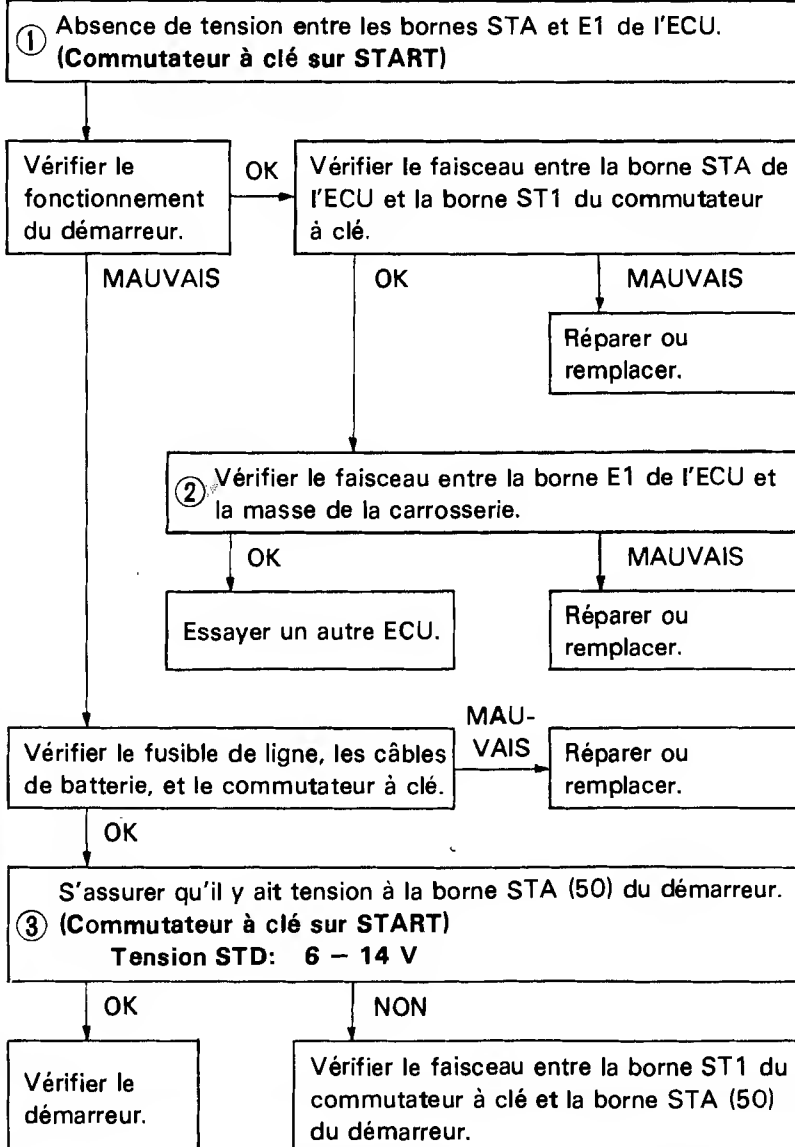 ① Absence de tension entre les bornes STA et E1 de l'ECU.
(Commutateur à clé sur START)
Vérifier le
fonctionnement
du démarreur.
OK
Vérifier le faisceau entre la borne STA de
l'ECU et la borne ST1 du commutateur
à clé.
MAUVAIS
OK
MAUVAIS
Réparer ou
remplacer.
② Vérifier le faisceau entre la borne E1 de l'ECU et
la masse de la carrosserie.
OK
MAUVAIS
Essayer un autre ECU.
Réparer ou
remplacer.
Vérifier le fusible de ligne, les câbles
de batterie, et le commutateur à clé.
MAU-
VAIS
Réparer ou
remplacer.
OK
S'assurer qu'il y ait tension à la borne STA (50) du démarreur.
③ (Commutateur à clé sur START)
Tension STD: 6 – 14 V
OK
NON
Vérifier le
démarreur.
Vérifier le faisceau entre la borne ST1 du
commutateur à clé et la borne STA (50)
du démarreur.